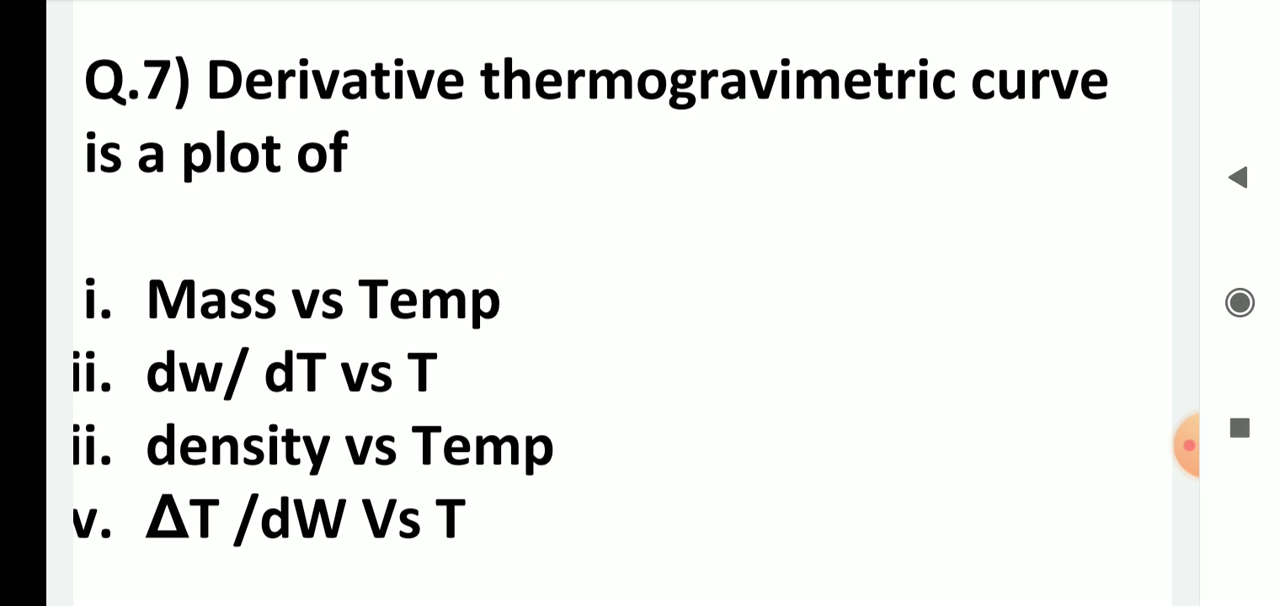 Q.7) Derivative thermogravimetric curve
is a plot of
i. Mass vs Temp
ii. dw/ dT vs T
ii. density vs Temp
v. ΔT /dW Vs T